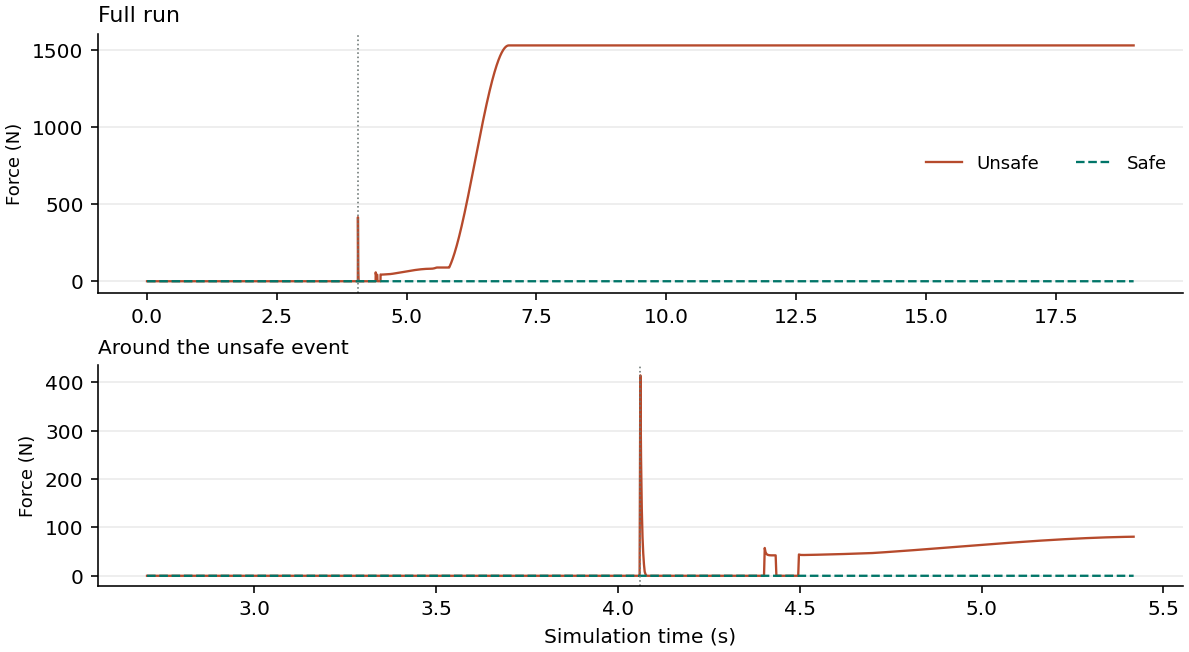 Full run
Force (N)
1500
1000
500
0
Unsafe Safe
0.0 2.5 5.0 7.5 10.0 12.5 15.0 17.5
Around the unsafe event
Force (N)
400
300
200
100
0
3.0 3.5 4.0 4.5 5.0 5.5
Simulation time (s)